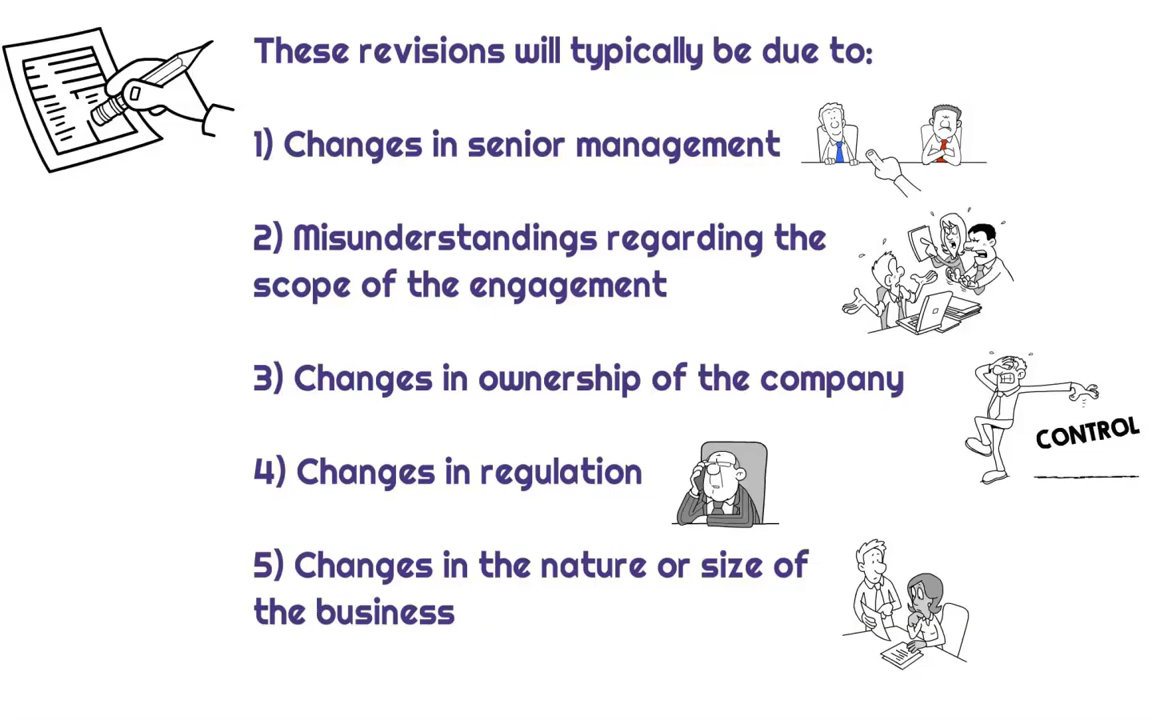 These revisions will typically be due to:
1) Changes in senior management
2) Misunderstandings regarding the
scope of the engagement
3) Changes in ownership of the company
CONTROL
4) Changes in regulation
5) Changes in the nature or size of
the business